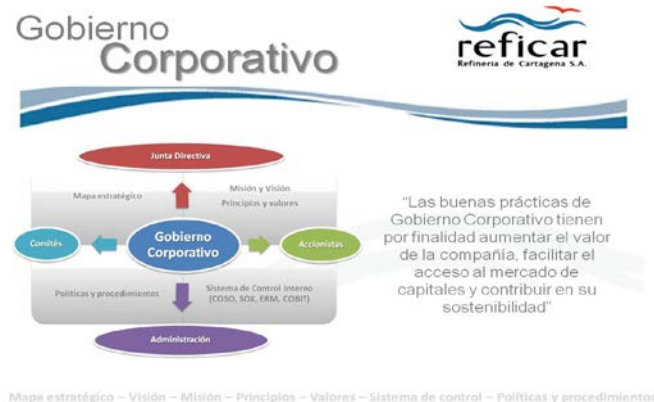 Gobierno
Corporativo
reficar
Refinería de Cartagena S.A.
Junta Directiva
Mapa estratégico
Misión y Visión
Principios y valores
Comités
Gobierno
Corporativo
Accionistas
Políticas y procedimientos
Sistema de Control Interno
(COSO, SOX, ERM, COBIT)
Administración
“Las buenas prácticas de
Gobierno Corporativo tienen
por finalidad aumentar el valor
de la compañía, facilitar el
acceso al mercado de
capitales y contribuir en su
sostenibilidad”
Mapa estratégico – Visión – Misión – Principios – Valores – Sistema de control – Políticas y procedimientos